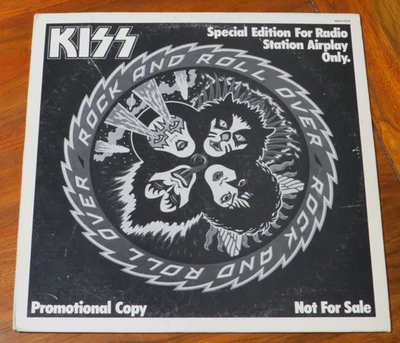 KISS
Special Edition For Radio
Station Airplay
Only.
ROCK AND ROLL OVER · ROCK AND ROLL OVER ·
Promotional Copy
Not For Sale